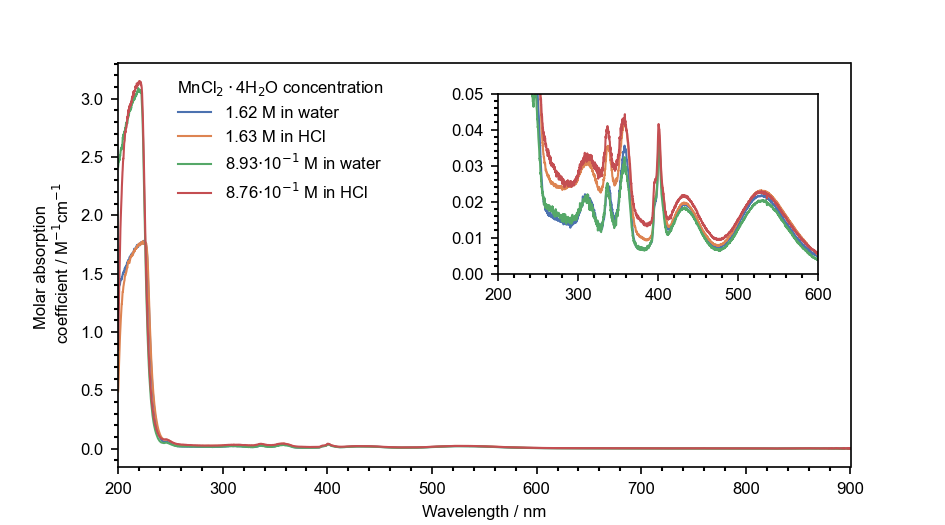 MnCl₂ · 4H₂O concentration
1.62 M in water
1.63 M in HCl
8.93·10⁻¹ M in water
8.76·10⁻¹ M in HCl
Molar absorption
coefficient / M⁻¹cm⁻¹
3.0
2.5
2.0
1.5
1.0
0.5
0.0
200 300 400 500 600 700 800 900
Wavelength / nm
0.05
0.04
0.03
0.02
0.01
0.00
200 300 400 500 600